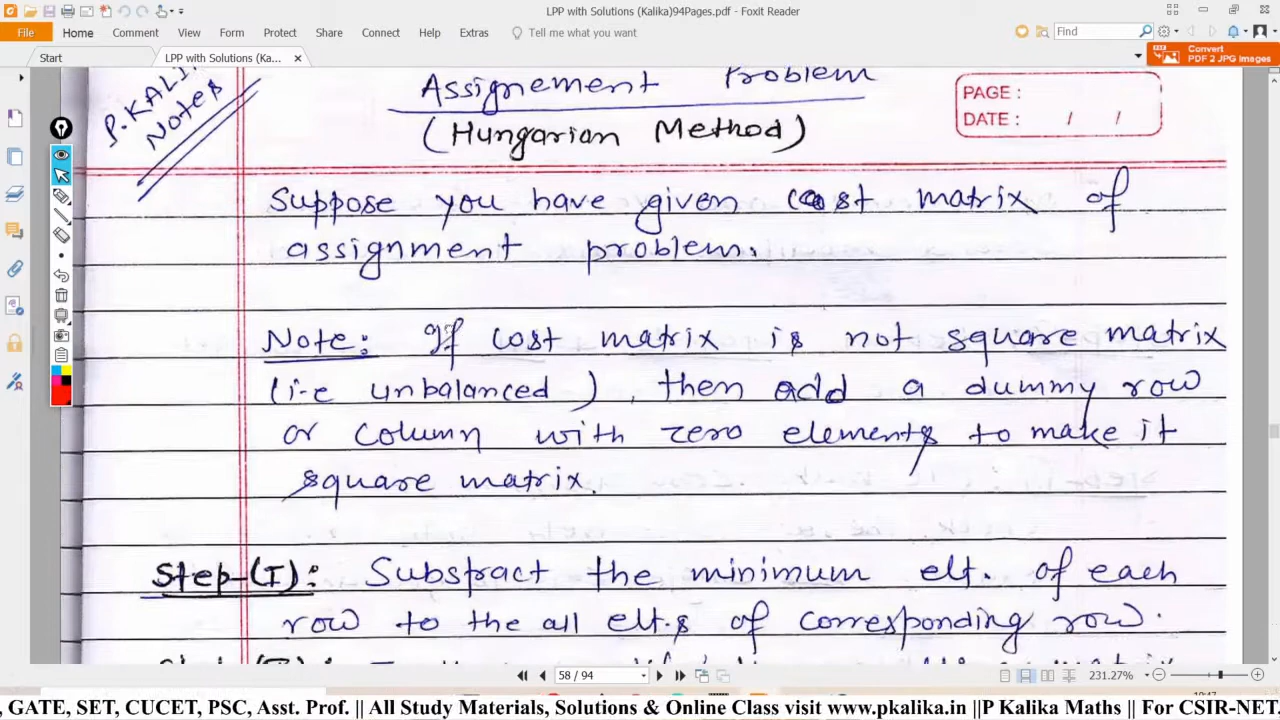 LPP with Solutions (Kalika)94Pages.pdf - Foxit Reader
File Home Comment View Form Protect Share Connect Help Extras Tell me what you want Find
Convert
PDF 2 JPG Images
Start LPP with Solutions (Ka...
P. KALIKA
Notes
Assignement Problem
(Hungarian Method)
PAGE :
DATE : / /
Suppose you have given cost matrix of
assignment problem.
Note: If cost matrix is not square matrix
(i-e unbalanced), then add a dummy row
or column with zero elements to make it
square matrix.
Step-(I): Substract the minimum elt. of each
row to the all elt.s of corresponding row.
58 / 94 231.27%
, GATE, SET, CUCET, PSC, Asst. Prof. || All Study Materials, Solutions & Online Class visit www.pkalika.in ||P Kalika Maths || For CSIR-NET,